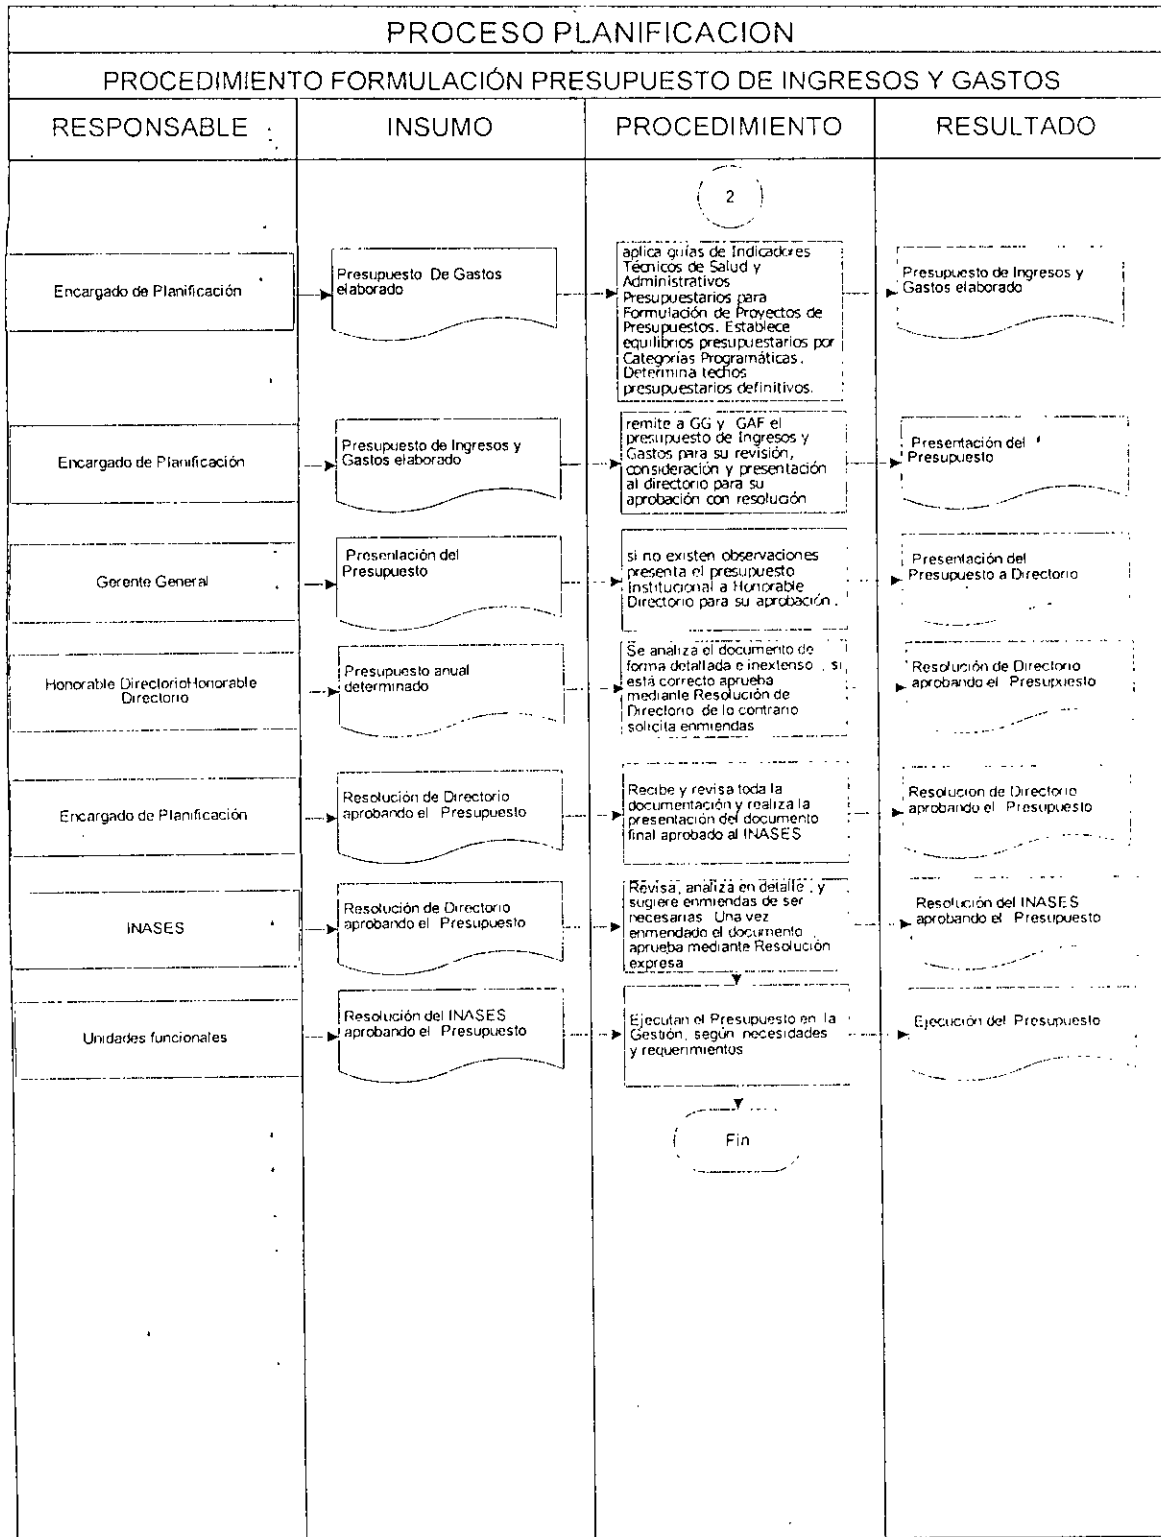 PROCESO PLANIFICACION
PROCEDIMIENTO FORMULACIÓN PRESUPUESTO DE INGRESOS Y GASTOS
RESPONSABLE
INSUMO
PROCEDIMIENTO
RESULTADO
2
Encargado de Planificación
Presupuesto De Gastos
elaborado
aplica guías de Indicadores
Técnicos de Salud y
Administrativos
Presupuestarios para
Formulación de Proyectos de
Presupuestos. Establece
equilibrios presupuestarios por
Categorías Programáticas.
Determina techos
presupuestarios definitivos.
Presupuesto de Ingresos y
Gastos elaborado
Encargado de Planificación
Presupuesto de Ingresos y
Gastos elaborado
remite a GG y GAF el
presupuesto de Ingresos y
Gastos para su revisión,
consideración y presentación
al directorio para su
aprobación con resolución
Presentación del
Presupuesto
Gerente General
Presentación del
Presupuesto
si no existen observaciones
presenta el presupuesto
Institucional a Honorable
Directorio para su aprobación.
Presentación del
Presupuesto a Directorio
Honorable DirectorioHonorable
Directorio
Presupuesto anual
determinado
Se analiza el documento de
forma detallada e inextenso , si
está correcto aprueba
mediante Resolución de
Directorio de lo contrario
solicita enmiendas
Resolución de Directorio
aprobando el Presupuesto
Encargado de Planificación
Resolución de Directorio
aprobando el Presupuesto
Recibe y revisa toda la
documentación y realiza la
presentación del documento
final aprobado al INASES
Resolución de Directorio
aprobando el Presupuesto
INASES
Resolución de Directorio
aprobando el Presupuesto
Revisa, analiza en detalle , y
sugiere enmiendas de ser
necesarias Una vez
enmendado el documento ,
aprueba mediante Resolución
expresa
Resolución del INASES
aprobando el Presupuesto
Unidades funcionales
Resolución del INASES
aprobando el Presupuesto
Ejecutan el Presupuesto en la
Gestión, según necesidades
y requerimientos
Ejecución del Presupuesto
Fin